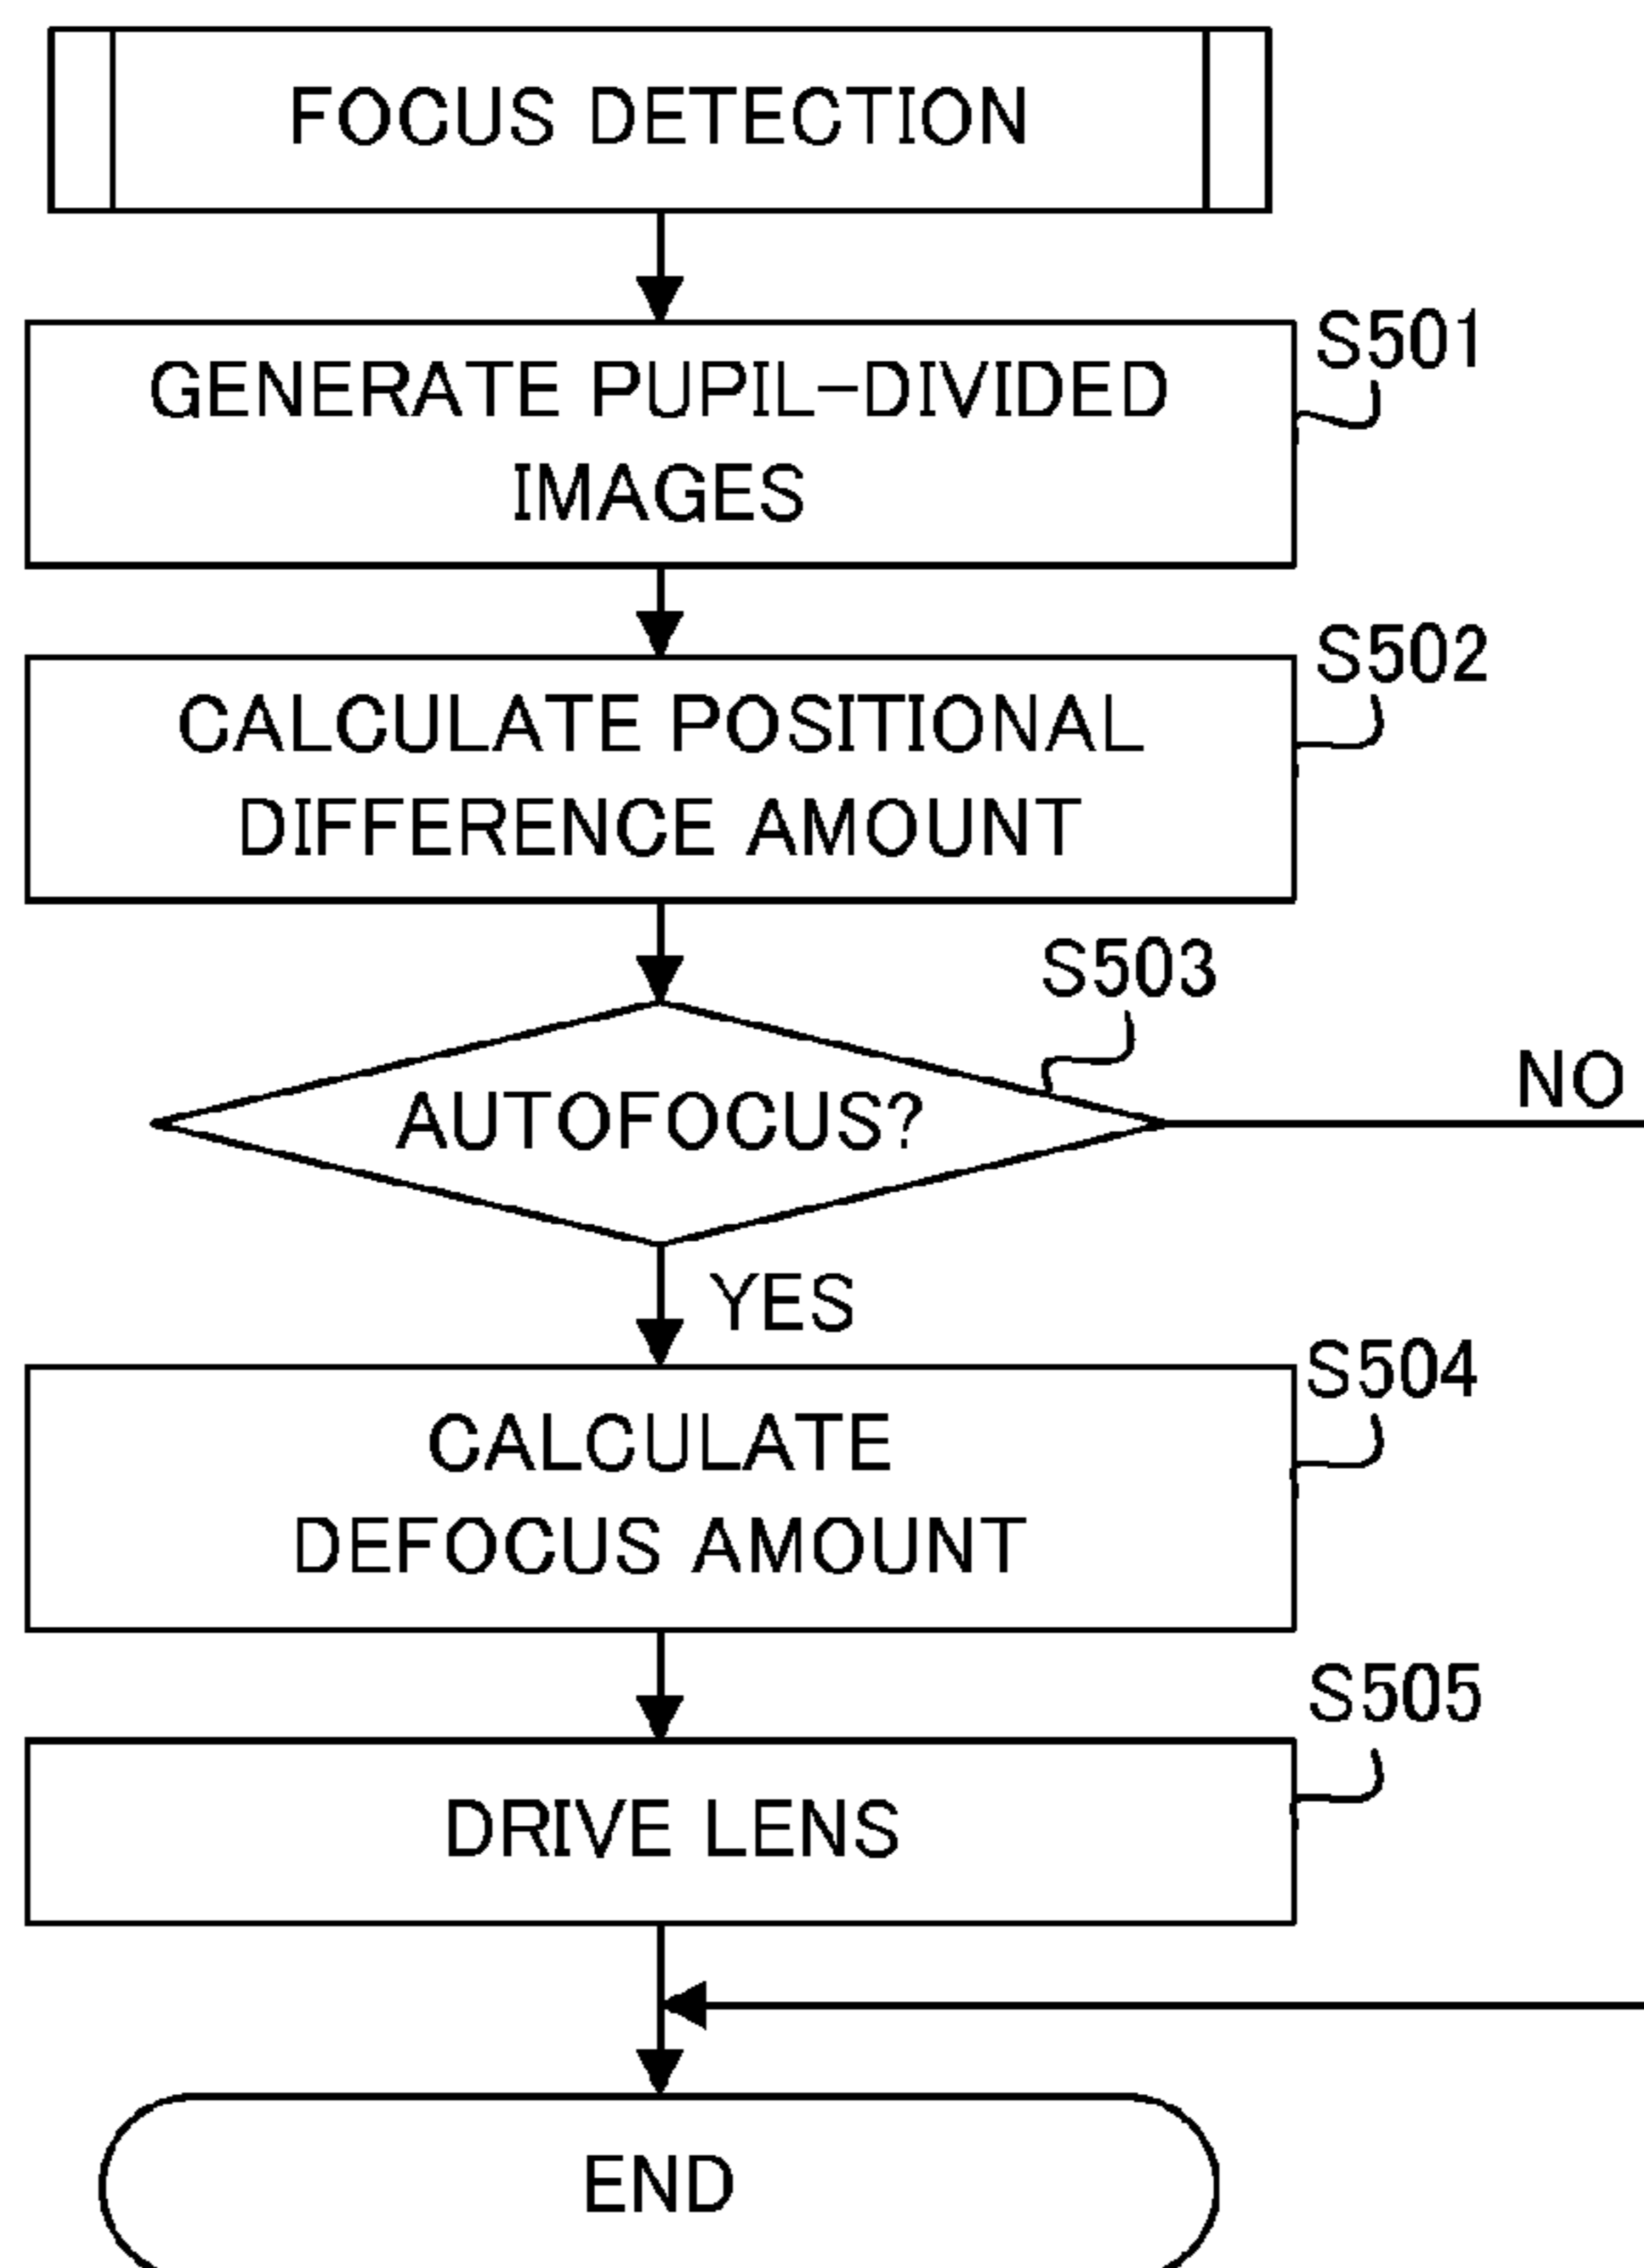 FOCUS DETECTION
S501
GENERATE PUPIL-DIVIDED
IMAGES
S502
CALCULATE POSITIONAL
DIFFERENCE AMOUNT
S503
NO
AUTOFOCUS?
YES
S504
CALCULATE
DEFOCUS AMOUNT
S505
DRIVE LENS
END